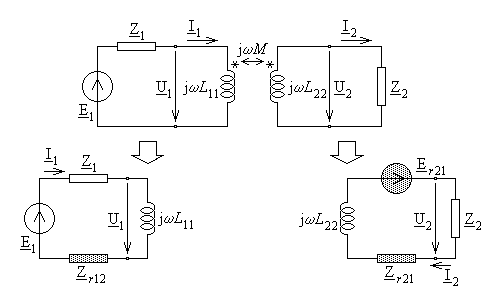 Z1 I1 jωM I2
* *
E1 U1 jωL11 jωL22 U2 Z2
I1 Z1 Er21
E1 U1 jωL11 jωL22 U2 Z2
Zr12 Zr21 I2